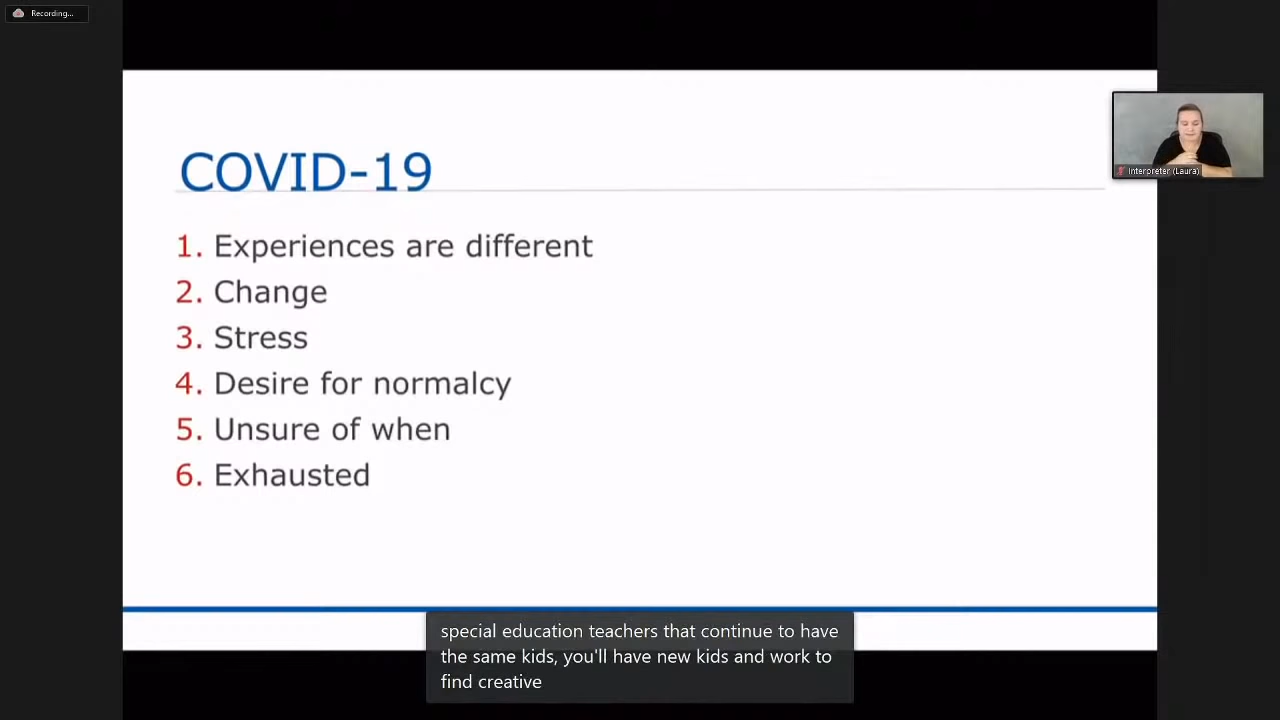 Recording...
COVID-19
1. Experiences are different
2. Change
3. Stress
4. Desire for normalcy
5. Unsure of when
6. Exhausted
Interpreter (Laura)
special education teachers that continue to have
the same kids, you'll have new kids and work to
find creative